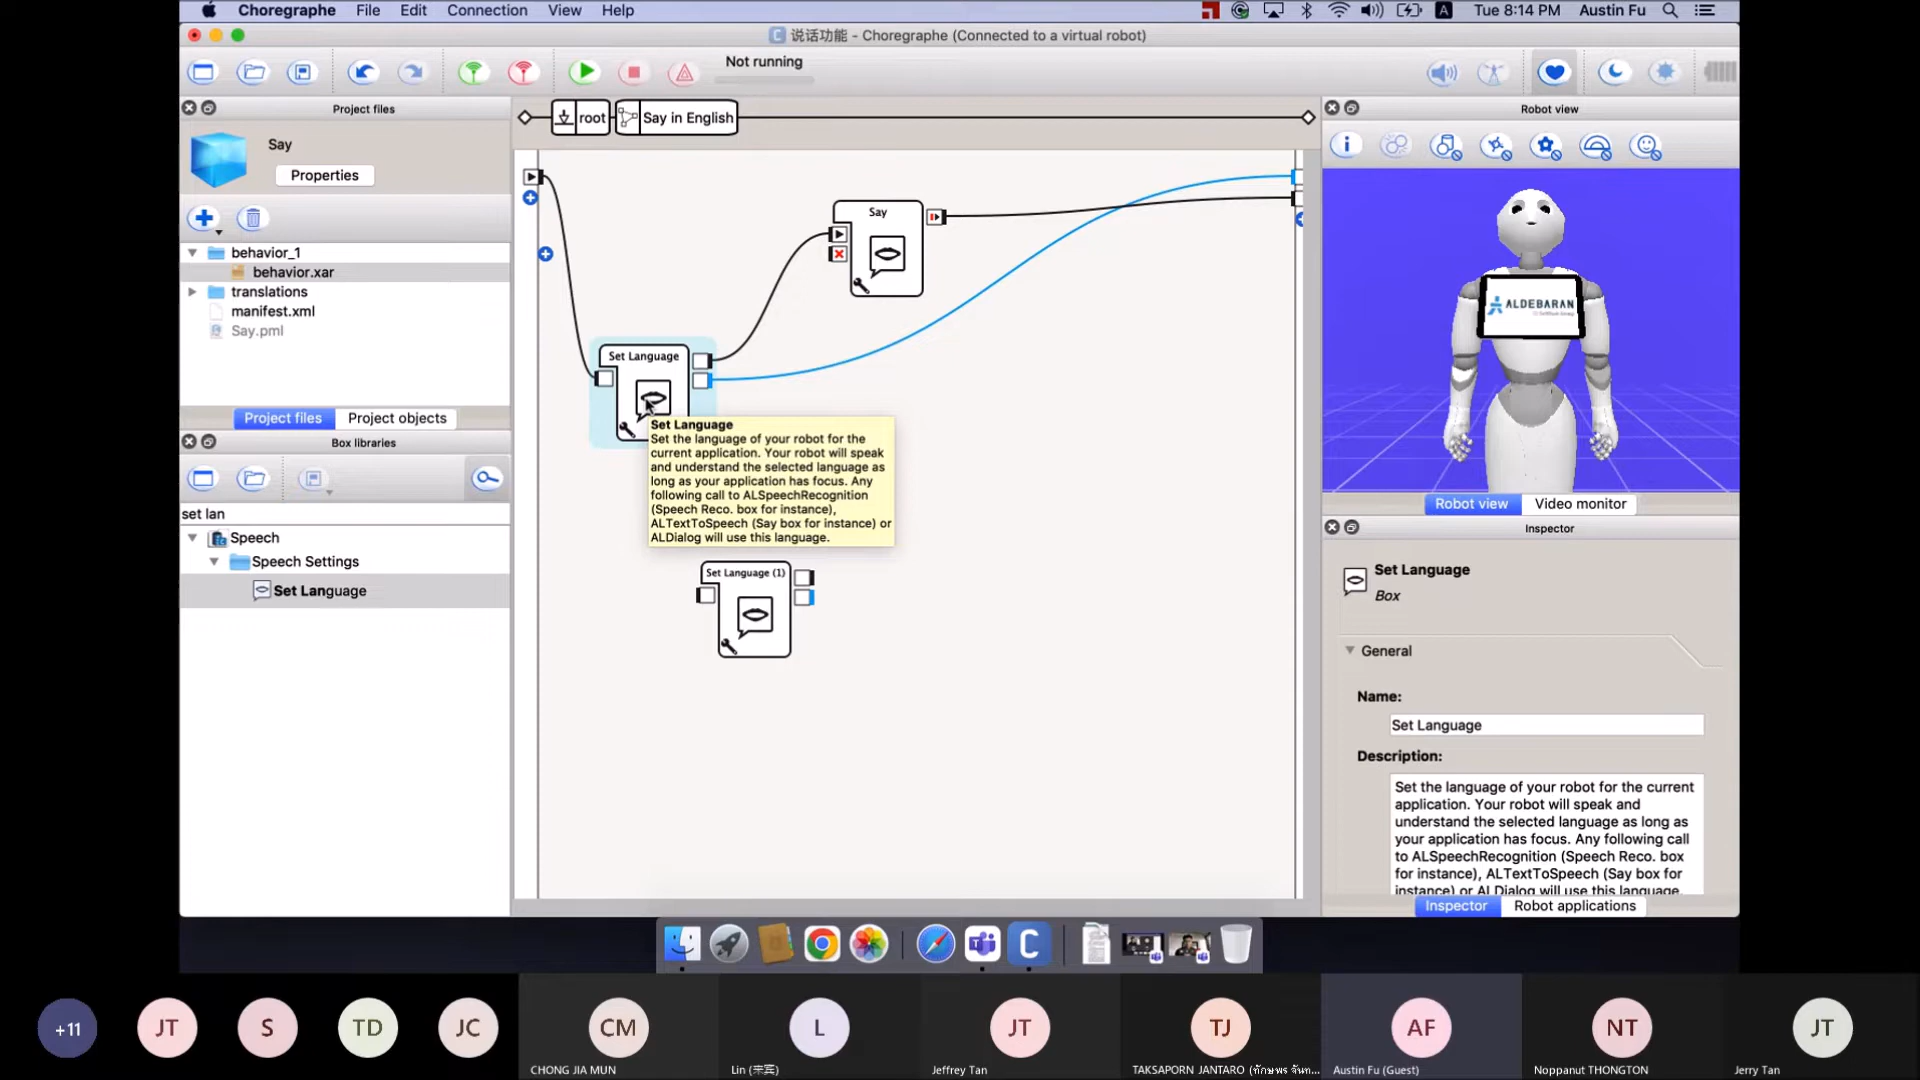 Choregraphe File Edit Connection View Help
A Tue 8:14 PM Austin Fu
说话功能 - Choregraphe (Connected to a virtual robot)
Not running
Project files
Say
Properties
behavior_1
behavior.xar
translations
manifest.xml
Say.pml
Project files Project objects
Box libraries
set lan
Speech
Speech Settings
Set Language
root Say in English
Say
Set Language
Set Language
Set the language of your robot for the
current application. Your robot will speak
and understand the selected language as
long as your application has focus. Any
following call to ALSpeechRecognition
(Speech Reco. box for instance),
ALTextToSpeech (Say box for instance) or
ALDialog will use this language.
Set Language (1)
Robot view
ALDEBARAN
Robot view Video monitor
Inspector
Set Language
Box
General
Name:
Set Language
Description:
Set the language of your robot for the current
application. Your robot will speak and
understand the selected language as long as
your application has focus. Any following call
to ALSpeechRecognition (Speech Reco. box
for instance), ALTextToSpeech (Say box for
instance) or ALDialog will use this language.
Inspector Robot applications
+11 JT S TD JC CM L JT TJ AF NT JT
CHONG JIA MUN
Jeffrey Tan
Austin Fu (Guest)
Noppanut THONGTON
Jerry Tan